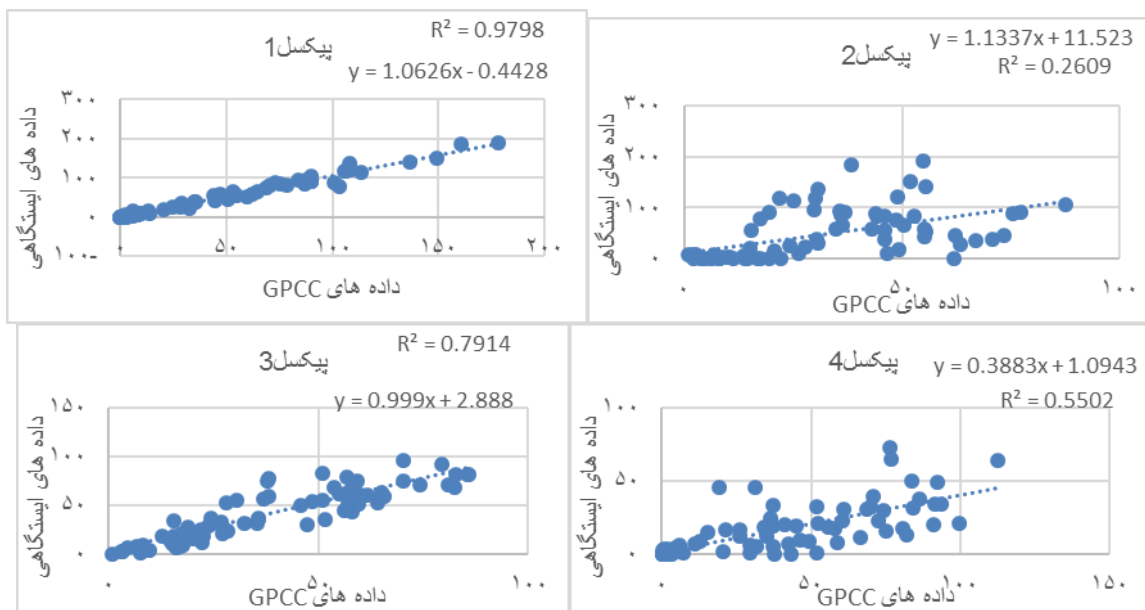 R² = 0.9798
پیکسل1
y = 1.0626x - 0.4428
۳۰۰
۲۰۰
۱۰۰
۰
-۱۰۰
۰
۵۰
۱۰۰
۱۵۰
۲۰۰
داده های ایستگاهی
داده های GPCC
y = 1.1337x + 11.523
پیکسل2
R² = 0.2609
۳۰۰
۲۰۰
۱۰۰
۰
۰
۵۰
۱۰۰
داده های ایستگاهی
داده های GPCC
R² = 0.7914
پیکسل3
y = 0.999x + 2.888
۱۵۰
۱۰۰
۵۰
۰
۰
۵۰
۱۰۰
داده های ایستگاهی
داده های GPCC
y = 0.3883x + 1.0943
پیکسل4
R² = 0.5502
۱۰۰
۵۰
۰
۰
۵۰
۱۰۰
۱۵۰
داده های ایستگاهی
داده های GPCC